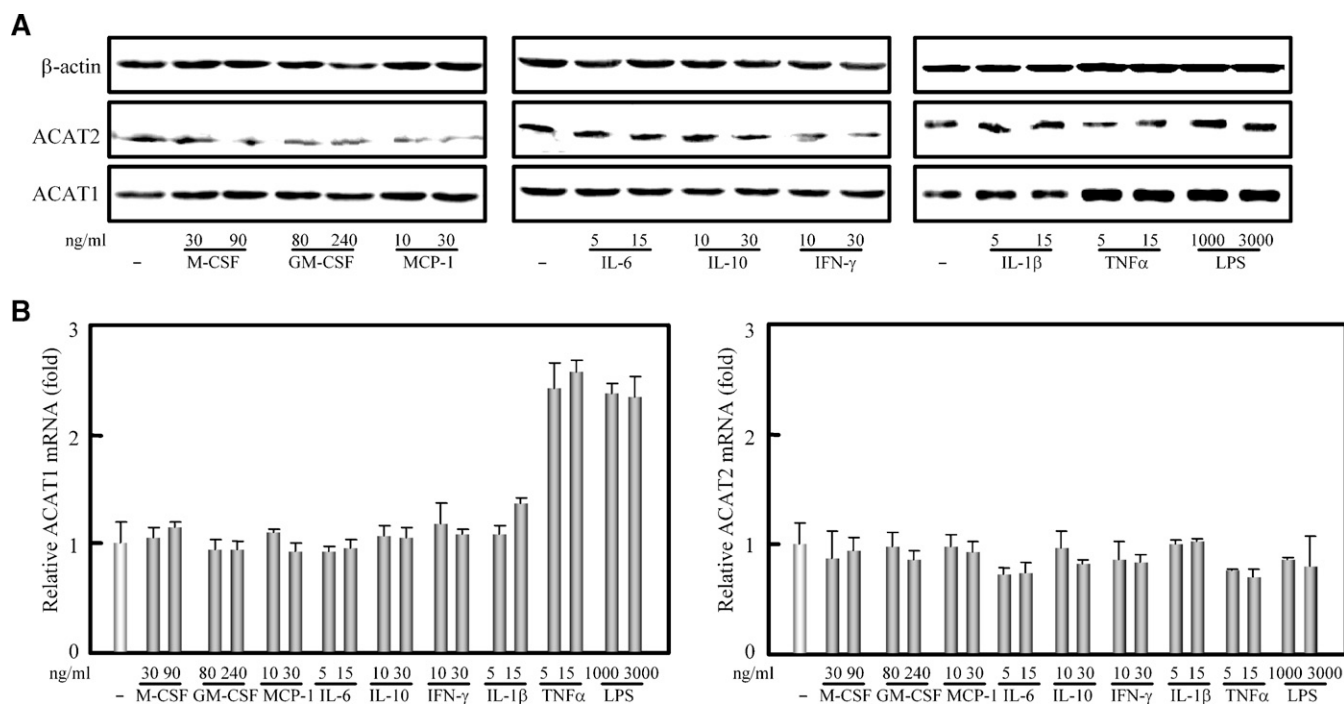 A
β-actin
ACAT2
ACAT1
ng/ml 30 90 80 240 10 30 5 15 10 30 10 30 5 15 5 15 1000 3000
– M-CSF GM-CSF MCP-1 – IL-6 IL-10 IFN-γ – IL-1β TNFα LPS
B
Relative ACAT1 mRNA (fold)
3
2
1
0
ng/ml 30 90 80 240 10 30 5 15 10 30 10 30 5 15 5 15 1000 3000
– M-CSF GM-CSF MCP-1 IL-6 IL-10 IFN-γ IL-1β TNFα LPS
Relative ACAT2 mRNA (fold)
3
2
1
0
ng/ml 30 90 80 240 10 30 5 15 10 30 10 30 5 15 5 15 1000 3000
– M-CSF GM-CSF MCP-1 IL-6 IL-10 IFN-γ IL-1β TNFα LPS